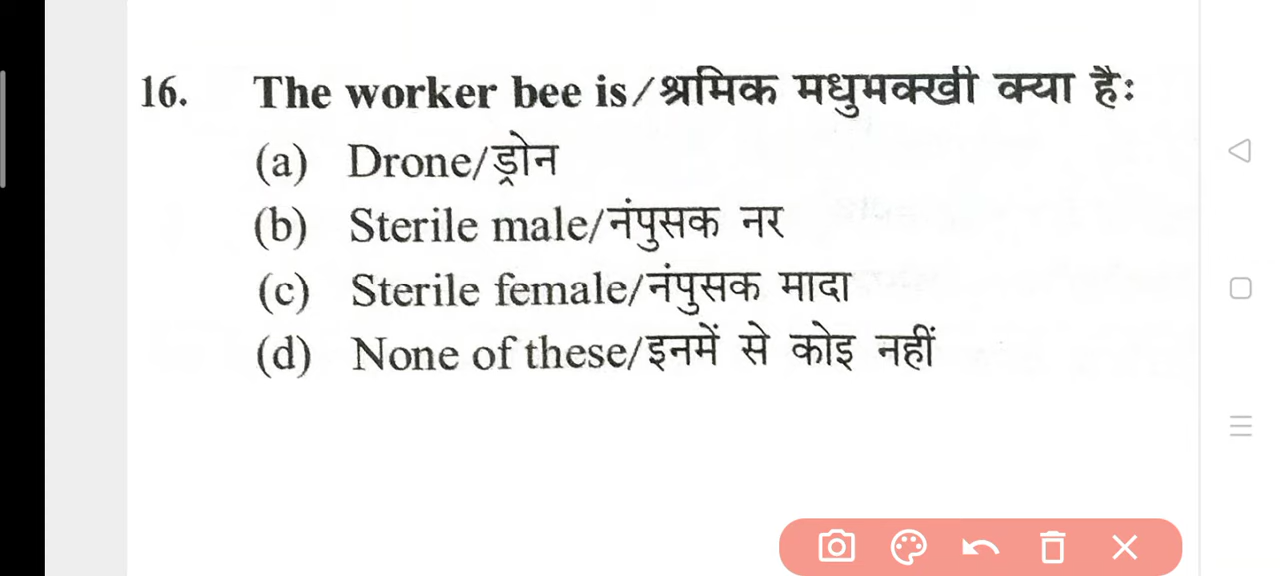 16. The worker bee is/श्रमिक मधुमक्खी क्या है:
(a) Drone/ड्रोन
(b) Sterile male/नंपुसक नर
(c) Sterile female/नंपुसक मादा
(d) None of these/इनमें से कोइ नहीं